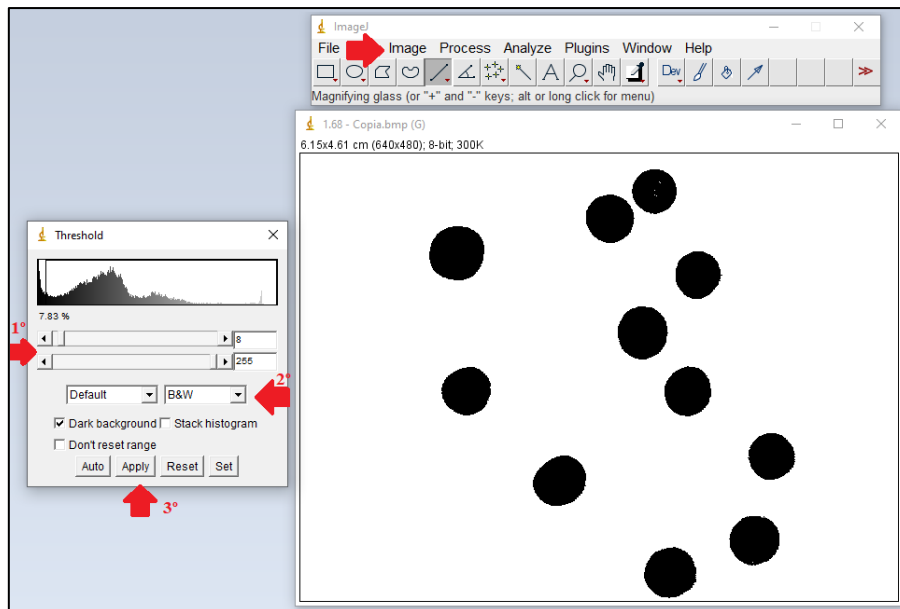 ImageJ
File Image Process Analyze Plugins Window Help
Dev
Magnifying glass (or "+" and "-" keys; alt or long click for menu)
1.68 - Copia.bmp (G)
6.15x4.61 cm (640x480); 8-bit; 300K
Threshold
7.83 %
1º
8
255
Default B&W
2º
Dark background Stack histogram
Don't reset range
Auto Apply Reset Set
3º